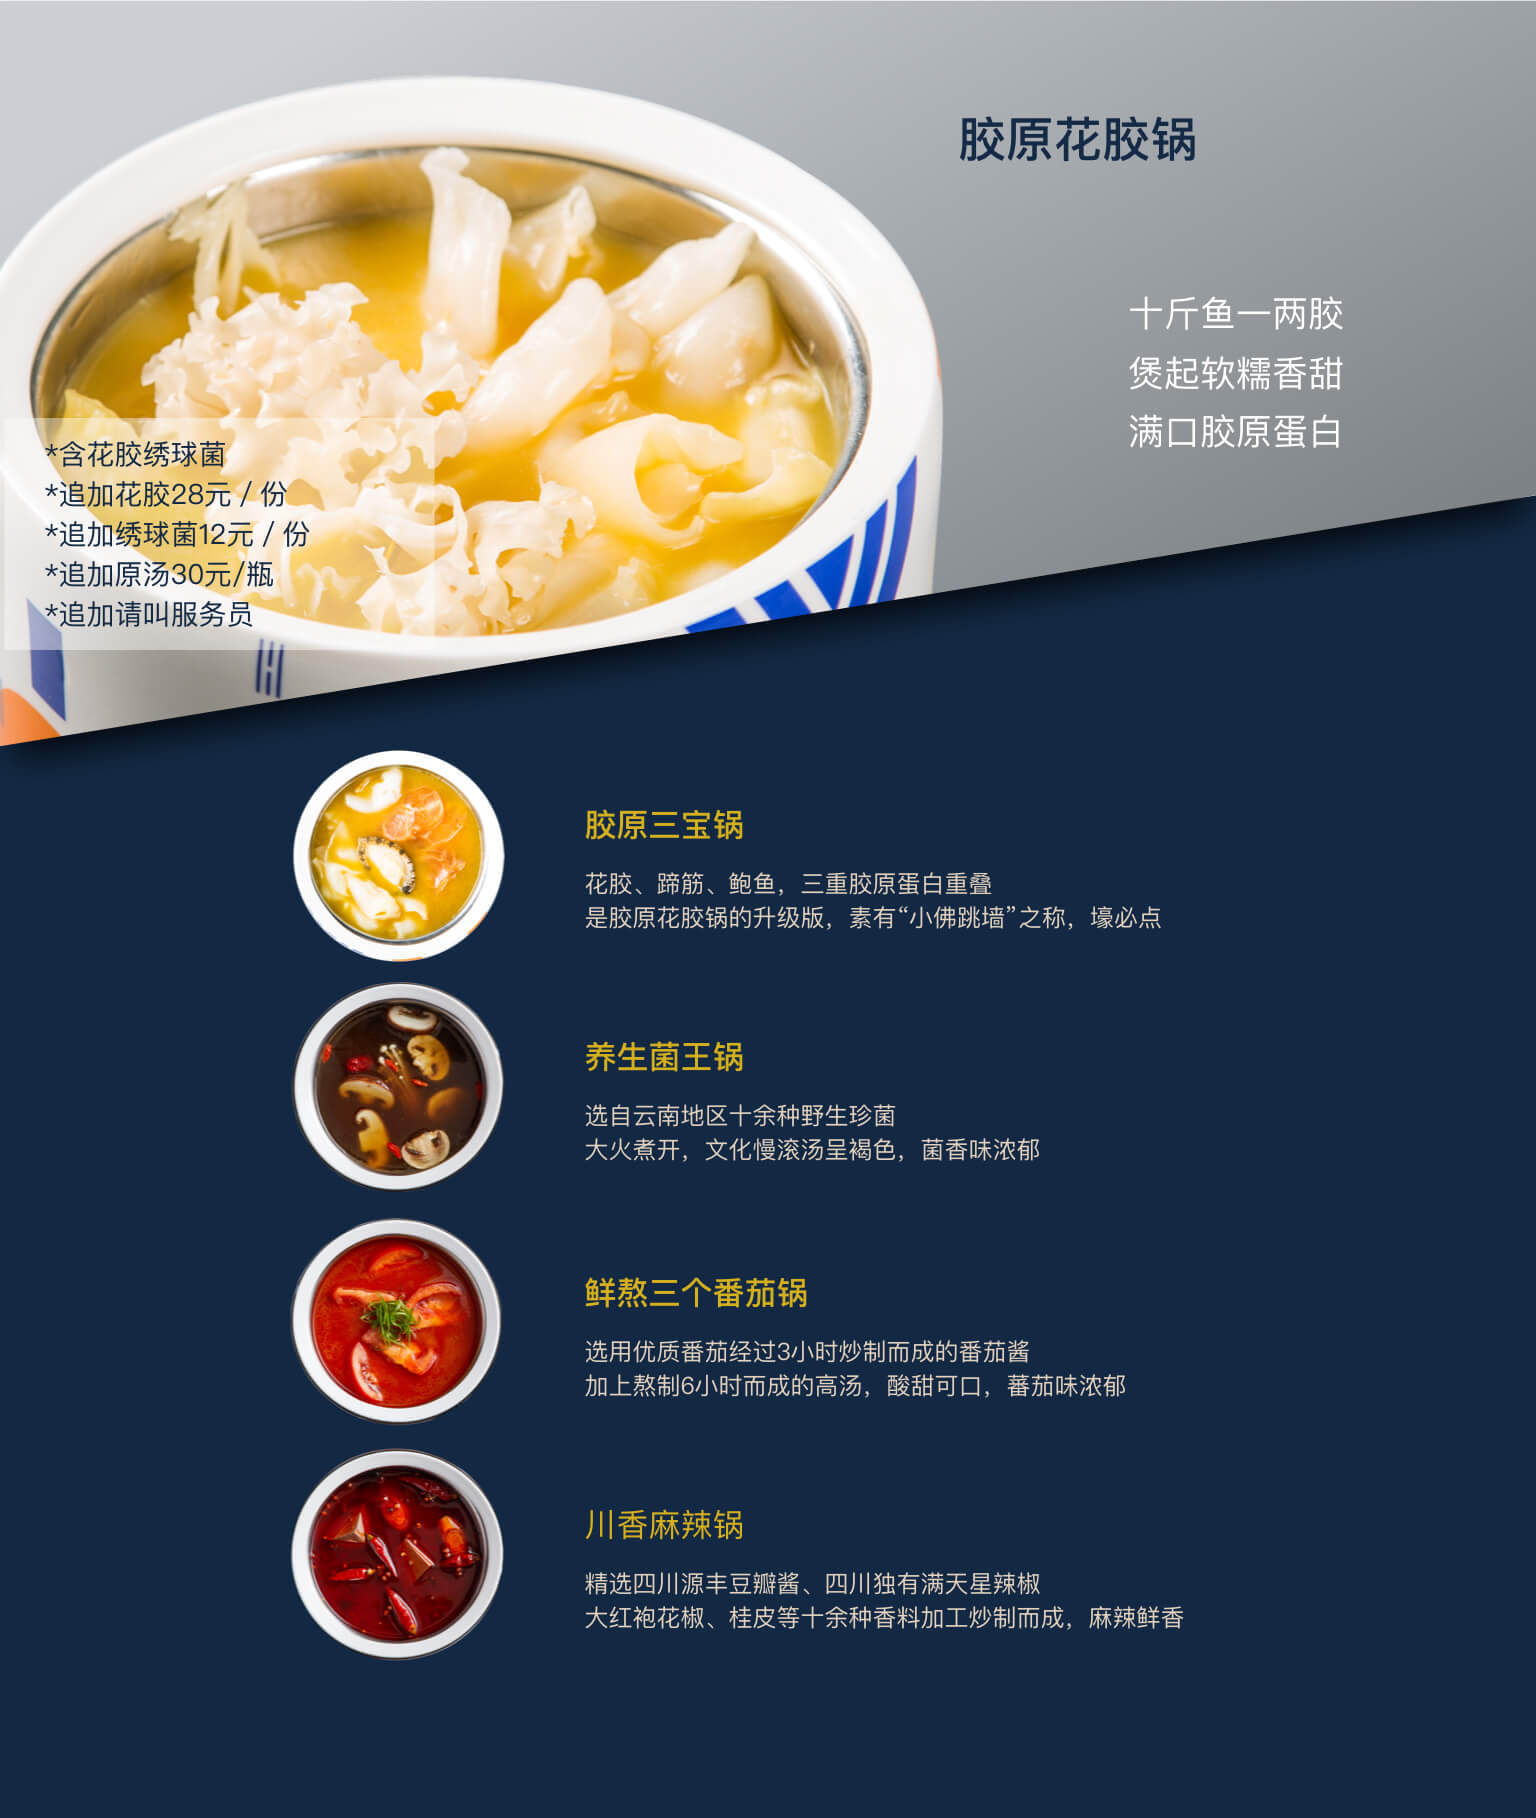 胶原花胶锅
十斤鱼一两胶
煲起软糯香甜
满口胶原蛋白
*含花胶绣球菌
*追加花胶28元 / 份
*追加绣球菌12元 / 份
*追加原汤30元/瓶
*追加请叫服务员
胶原三宝锅
花胶、蹄筋、鲍鱼，三重胶原蛋白重叠
是胶原花胶锅的升级版，素有“小佛跳墙”之称，壕必点
养生菌王锅
选自云南地区十余种野生珍菌
大火煮开，文化慢滚汤呈褐色，菌香味浓郁
鲜熬三个番茄锅
选用优质番茄经过3小时炒制而成的番茄酱
加上熬制6小时而成的高汤，酸甜可口，蕃茄味浓郁
川香麻辣锅
精选四川源丰豆瓣酱、四川独有满天星辣椒
大红袍花椒、桂皮等十余种香料加工炒制而成，麻辣鲜香